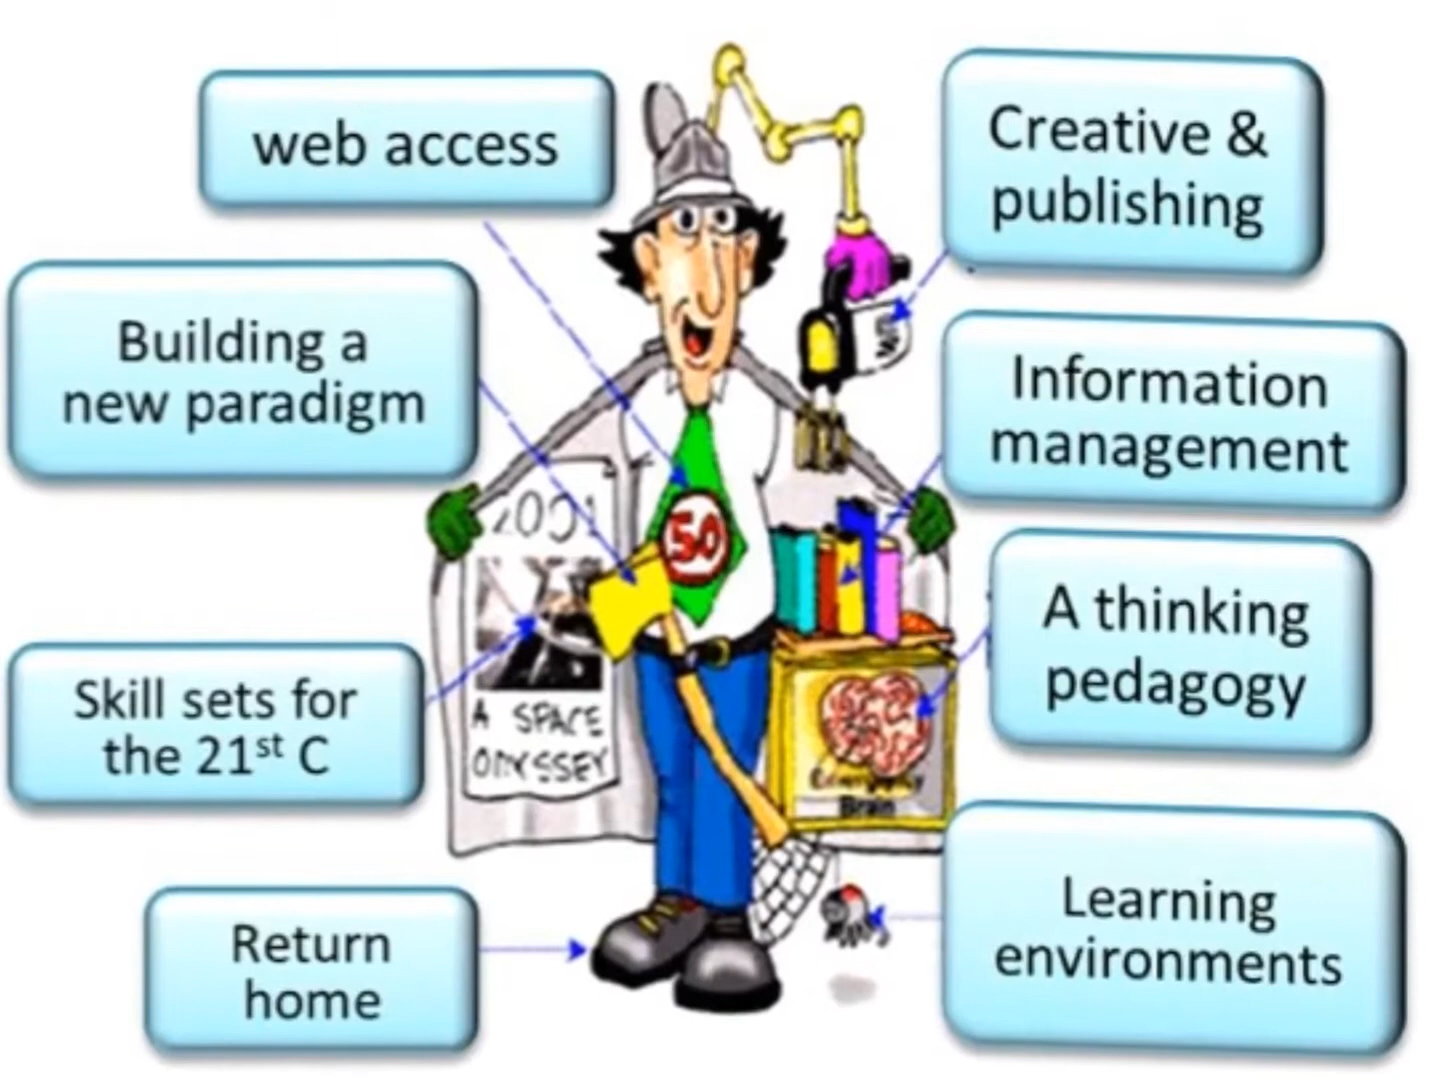 web access
Creative &
publishing
Building a
new paradigm
Information
management
50
A thinking
pedagogy
Skill sets for
the 21st C
A SPACE
ODYSSEY
Emergency
Brain
Return
home
Learning
environments